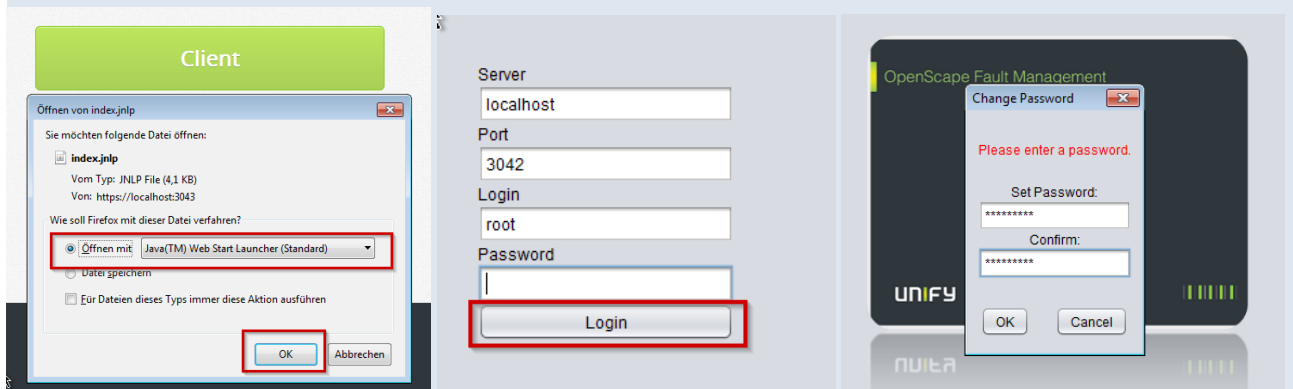 Client
Öffnen von index.jnlp
Sie möchten folgende Datei öffnen:
index.jnlp
Vom Typ: JNLP File (4,1 KB)
Von: https://localhost:3043
Wie soll Firefox mit dieser Datei verfahren?
Öffnen mit Java(TM) Web Start Launcher (Standard)
Datei speichern
Für Dateien dieses Typs immer diese Aktion ausführen
OK Abbrechen
Server
localhost
Port
3042
Login
root
Password
Login
OpenScape Fault Management
Change Password
Please enter a password.
Set Password:
*********
Confirm:
*********
OK Cancel
UNIFY